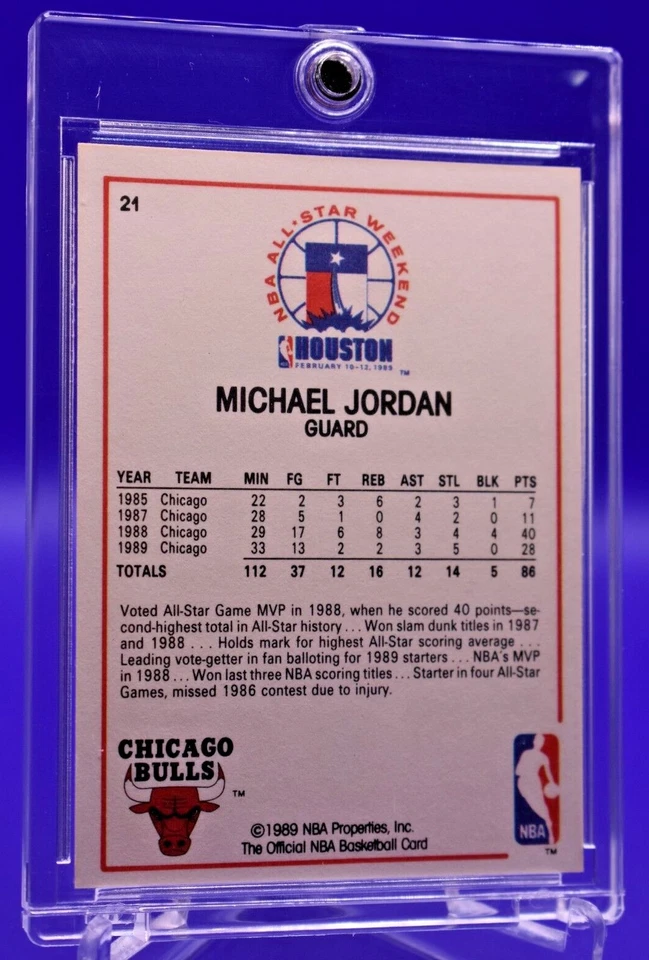 21
NBA ALL★STAR WEEKEND
HOUSTON
FEBRUARY 10-12, 1989
TM
MICHAEL JORDAN
GUARD
YEAR TEAM MIN FG FT REB AST STL BLK PTS
1985 Chicago 22 2 3 6 2 3 1 7
1987 Chicago 28 5 1 0 4 2 0 11
1988 Chicago 29 17 6 8 3 4 4 40
1989 Chicago 33 13 2 2 3 5 0 28
TOTALS 112 37 12 16 12 14 5 86
Voted All-Star Game MVP in 1988, when he scored 40 points—se-
cond-highest total in All-Star history . . . Won slam dunk titles in 1987
and 1988 . . . Holds mark for highest All-Star scoring average . . .
Leading vote-getter in fan balloting for 1989 starters . . . NBA's MVP
in 1988 . . . Won last three NBA scoring titles . . . Starter in four All-Star
Games, missed 1986 contest due to injury.
CHICAGO
BULLS
TM
NBA
TM
©1989 NBA Properties, Inc.
The Official NBA Basketball Card